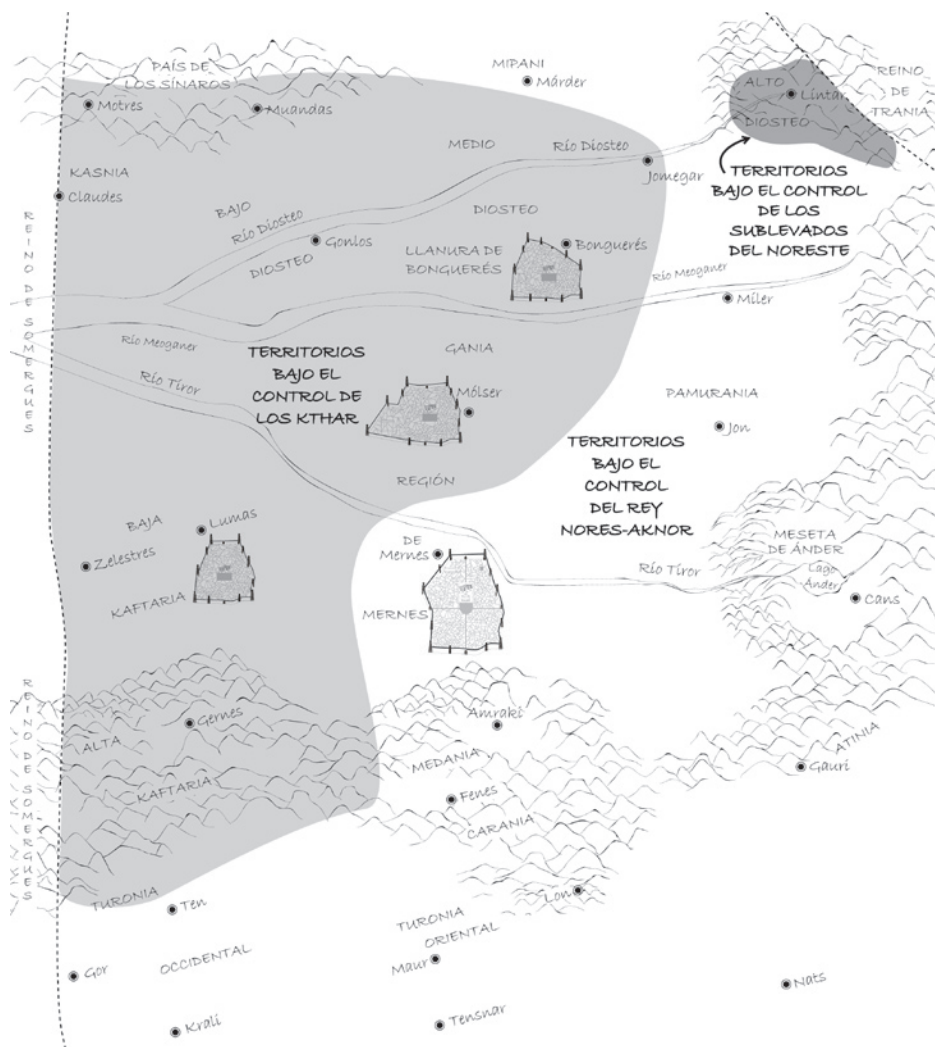 PAÍS DE
LOS SÍNAROS
Motres
Muandas
MIPANI
Márder
ALTO
Líntar
DIOSTEO
REINO
DE
TRANIA
KASNIA
Claudes
MEDIO
Río Diosteo
Jomegar
TERRITORIOS
BAJO EL CONTROL
DE LOS
SUBLEVADOS
DEL NORESTE
BAJO
Río Diosteo
DIOSTEO
Gonlos
DIOSTEO
LLANURA DE
BONGUERÉS
Bonguerés
Río Meoganer
Míler
REINO DE SOMERGUES
Río Meoganer
Río Tíror
TERRITORIOS
BAJO EL
CONTROL DE
LOS KTHAR
GANIA
Mólser
PAMURANIA
Jon
TERRITORIOS
BAJO EL
CONTROL
DEL REY
NORES-AKNOR
REGIÓN
DE
Mernes
MERNES
BAJA
Lumas
Zelestres
KAFTARIA
Río Tíror
MESETA
DE ÁNDER
Lago
Ánder
Cans
REINO DE SOMERGUES
Gernes
ALTA
KAFTARIA
Amraki
MEDANIA
Fenes
CARANIA
ATINIA
Gauri
TURONIA
Ten
OCCIDENTAL
Gor
Krali
Lon
TURONIA
ORIENTAL
Maur
Tensnar
Nats